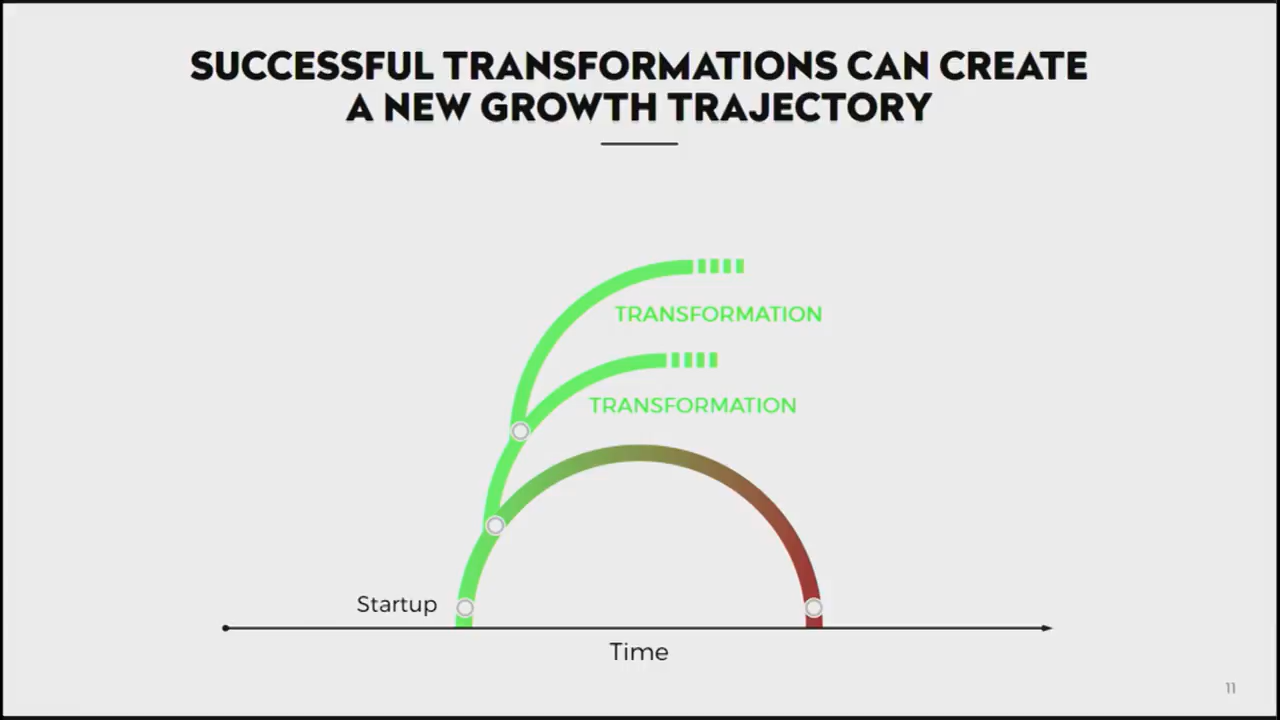 SUCCESSFUL TRANSFORMATIONS CAN CREATE
A NEW GROWTH TRAJECTORY
TRANSFORMATION
TRANSFORMATION
Startup
Time
11